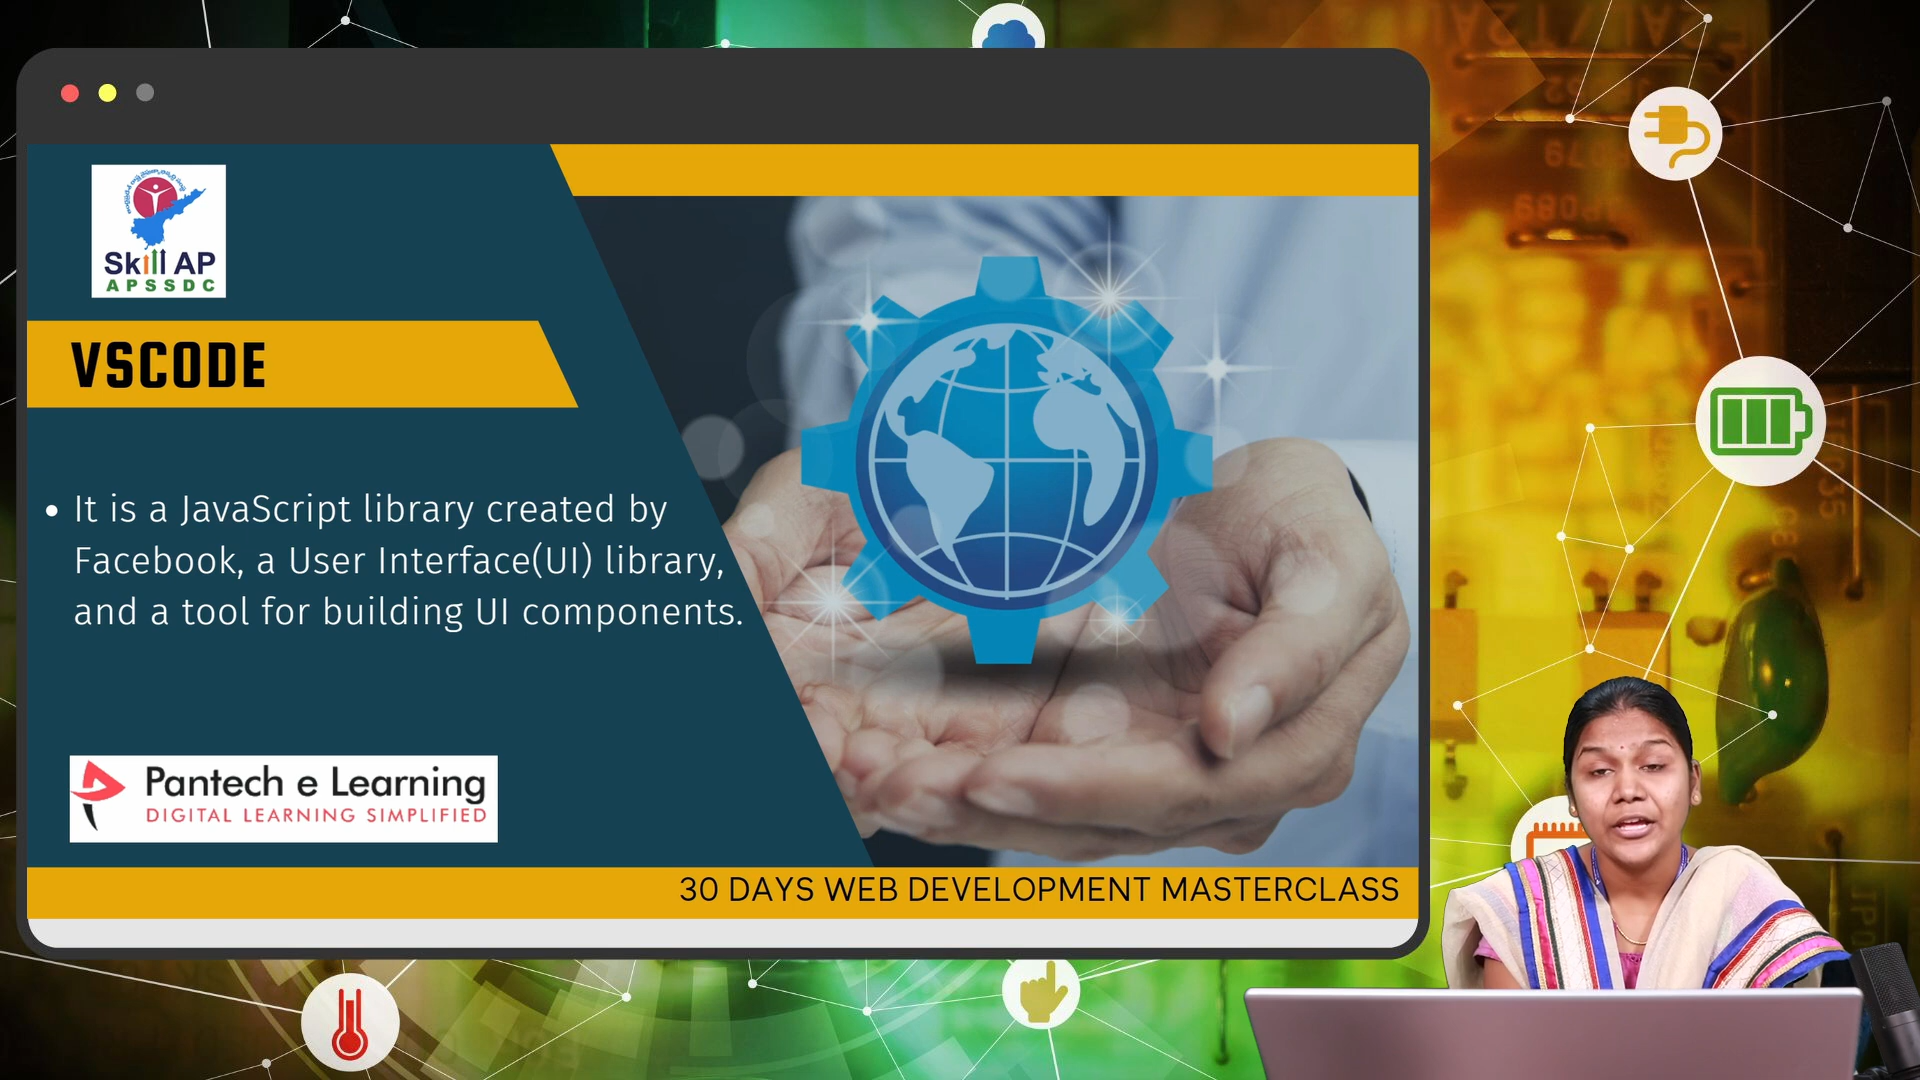 Skill AP
APSSDC
VSCODE
• It is a JavaScript library created by
Facebook, a User Interface(UI) library,
and a tool for building UI components.
Pantech e Learning
DIGITAL LEARNING SIMPLIFIED
30 DAYS WEB DEVELOPMENT MASTERCLASS